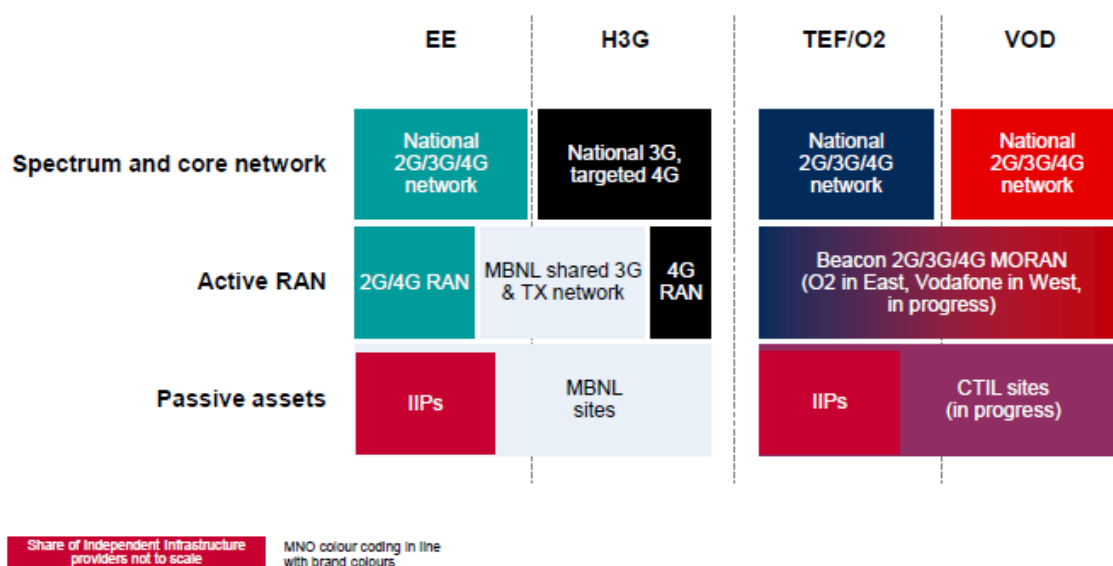 EE
H3G
TEF/O2
VOD
Spectrum and core network
National
2G/3G/4G
network
National 3G,
targeted 4G
National
2G/3G/4G
network
National
2G/3G/4G
network
Active RAN
2G/4G RAN
MBNL shared 3G
& TX network
4G
RAN
Beacon 2G/3G/4G MORAN
(O2 in East, Vodafone in West,
in progress)
Passive assets
IIPs
MBNL
sites
IIPs
CTIL sites
(in progress)
Share of Independent Infrastructure
providers not to scale
MNO colour coding in line
with brand colours